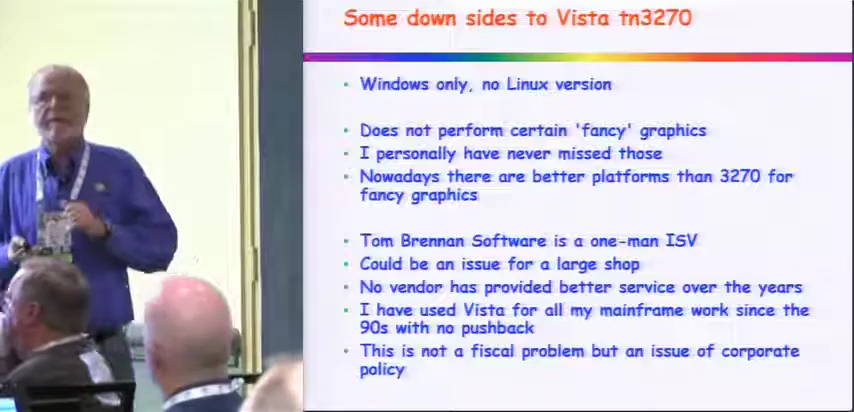 Some down sides to Vista tn3270
Windows only, no Linux version
Does not perform certain 'fancy' graphics
I personally have never missed those
Nowadays there are better platforms than 3270 for
fancy graphics
Tom Brennan Software is a one-man ISV
Could be an issue for a large shop
No vendor has provided better service over the years
I have used Vista for all my mainframe work since the
90s with no pushback
This is not a fiscal problem but an issue of corporate
policy